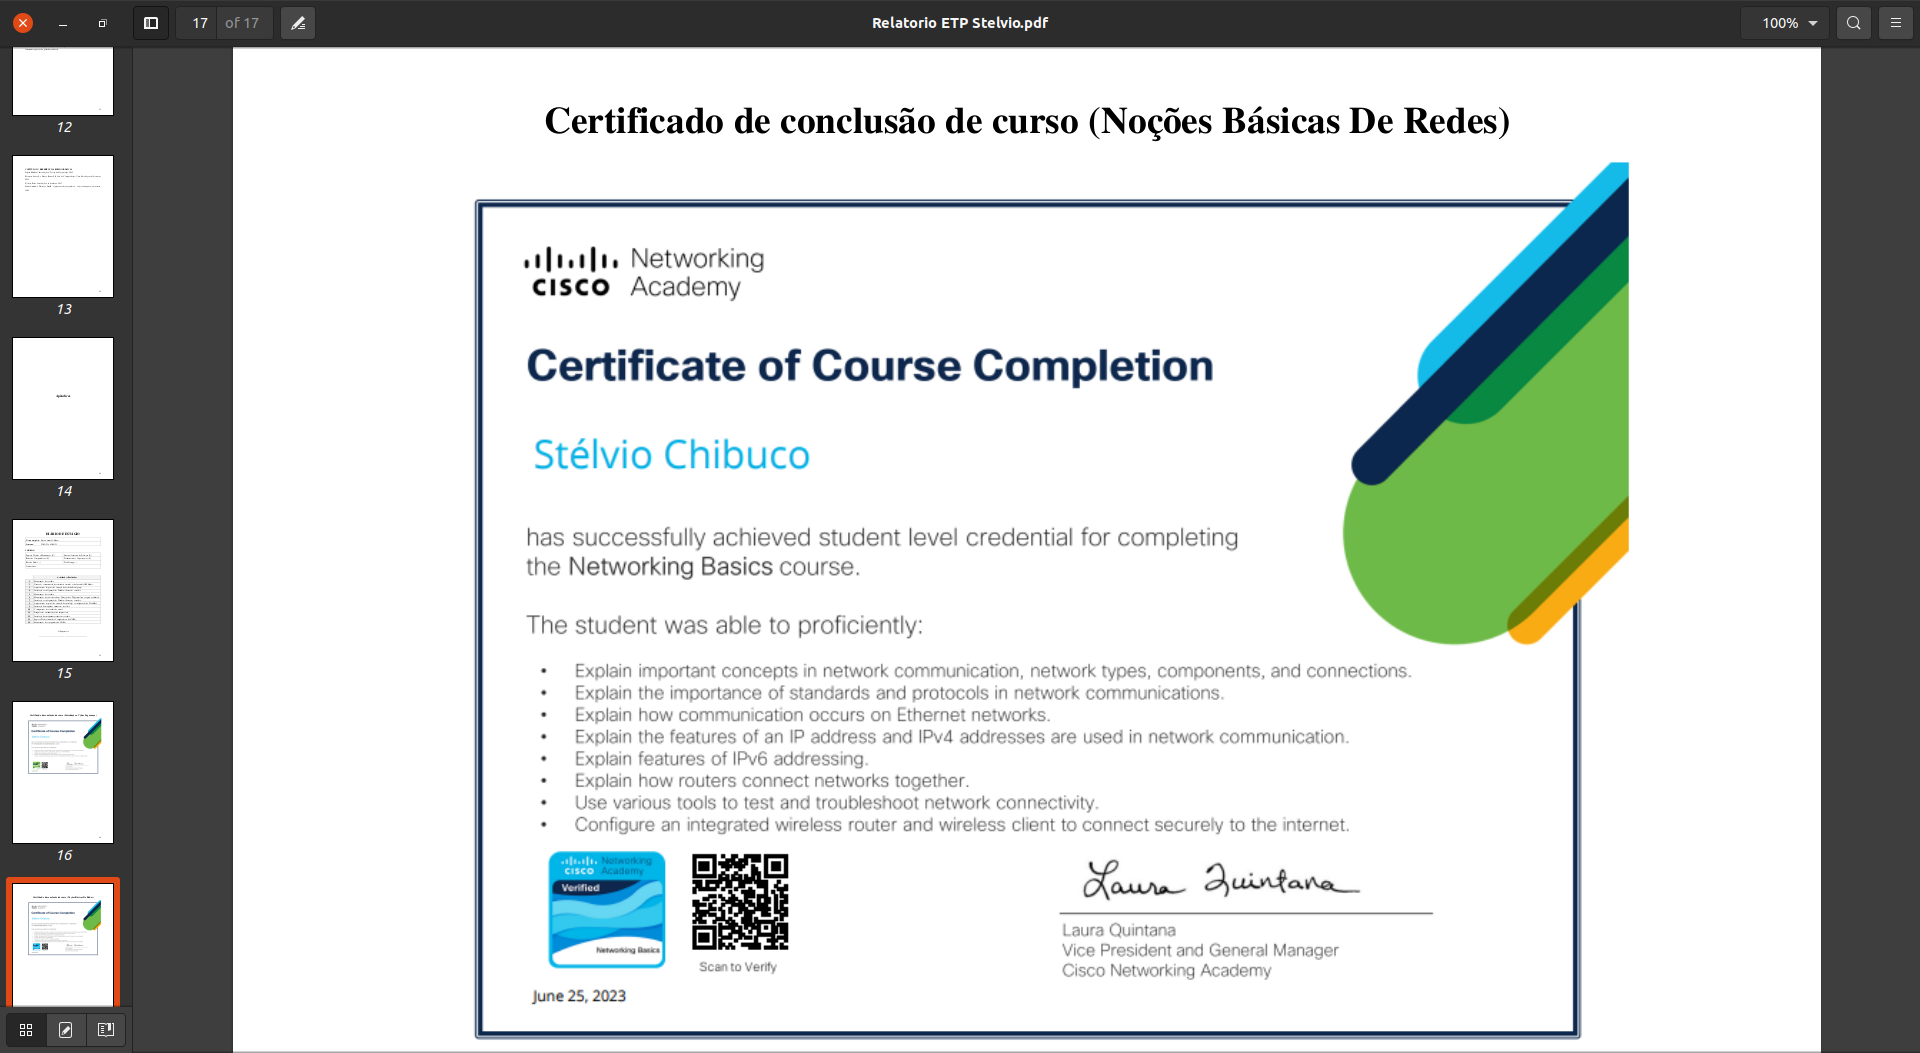 17 of 17
Relatorio ETP Stelvio.pdf
100%
12
13
14
15
16
Certificado de conclusão de curso (Noções Básicas De Redes)
CISCO Networking Academy
Certificate of Course Completion
Stélvio Chibuco
has successfully achieved student level credential for completing
the Networking Basics course.
The student was able to proficiently:
• Explain important concepts in network communication, network types, components, and connections.
• Explain the importance of standards and protocols in network communications.
• Explain how communication occurs on Ethernet networks.
• Explain the features of an IP address and IPv4 addresses are used in network communication.
• Explain features of IPv6 addressing.
• Explain how routers connect networks together.
• Use various tools to test and troubleshoot network connectivity.
• Configure an integrated wireless router and wireless client to connect securely to the internet.
CISCO Networking Academy
Verified
Networking Basics
Scan to Verify
June 25, 2023
Laura Quintana
Laura Quintana
Vice President and General Manager
Cisco Networking Academy